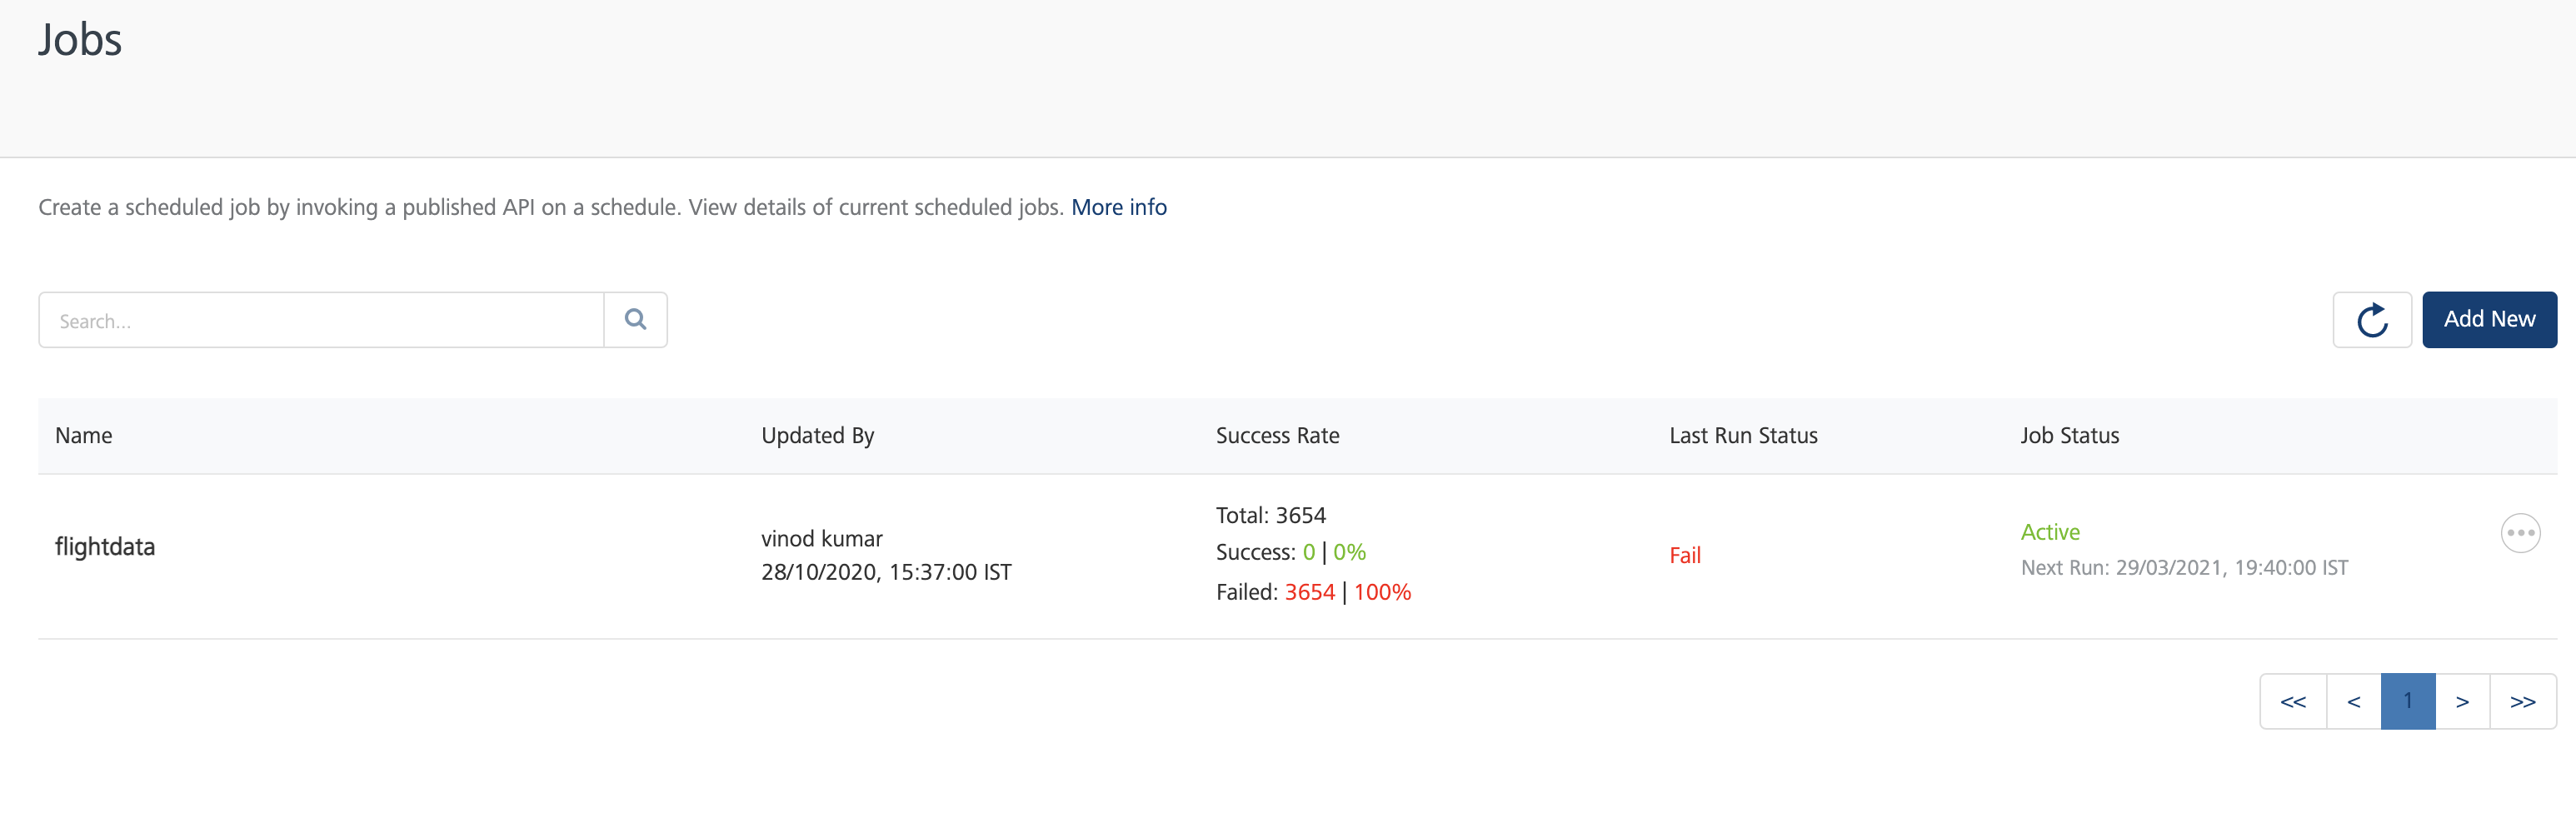 Jobs
Create a scheduled job by invoking a published API on a schedule. View details of current scheduled jobs. More info
Search...
Add New
Name Updated By Success Rate Last Run Status Job Status
flightdata
vinod kumar
28/10/2020, 15:37:00 IST
Total: 3654
Success: 0 | 0%
Failed: 3654 | 100%
Fail
Active
Next Run: 29/03/2021, 19:40:00 IST
<< < 1 > >>